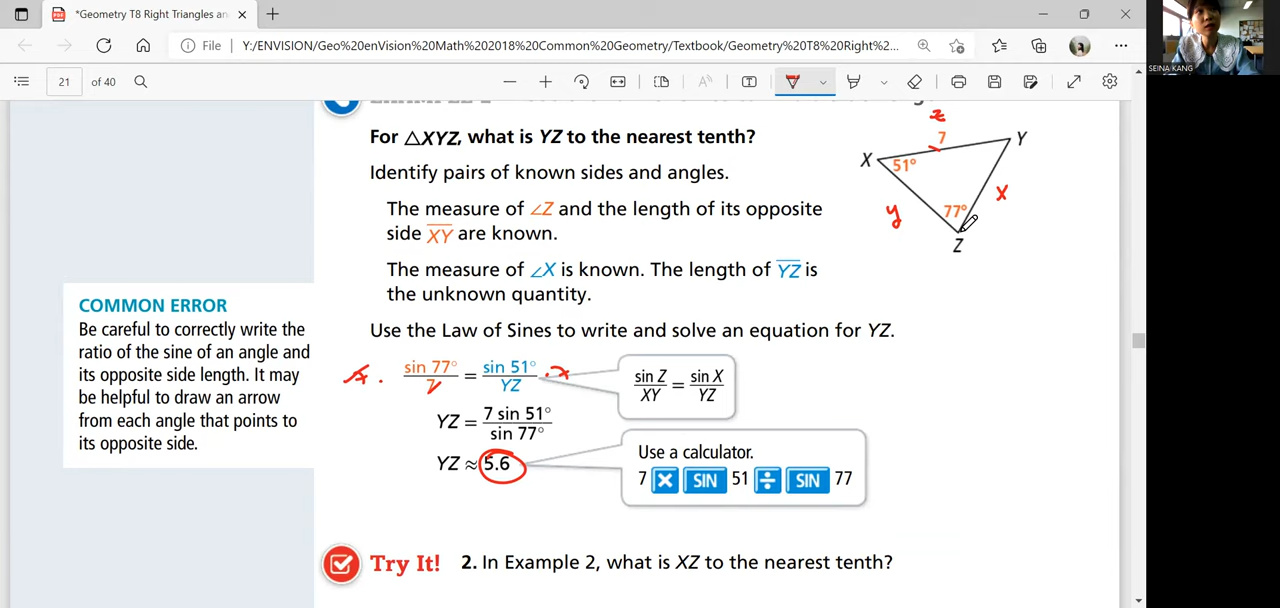 *Geometry T8 Right Triangles an
SEINA KANG
File Y:/ENVISION/Geo%20enVision%20Math%202018%20Common%20Geometry/Textbook/Geometry%20T8%20Right%2...
21 of 40
For △XYZ, what is YZ to the nearest tenth?
Identify pairs of known sides and angles.
The measure of ∠Z and the length of its opposite
side XY are known.
The measure of ∠X is known. The length of YZ is
the unknown quantity.
Use the Law of Sines to write and solve an equation for YZ.
z
7
Y
X
51°
x
y
77°
Z
COMMON ERROR
Be careful to correctly write the
ratio of the sine of an angle and
its opposite side length. It may
be helpful to draw an arrow
from each angle that points to
its opposite side.
sin 77°/7 = sin 51°/YZ
sin Z/XY = sin X/YZ
YZ = 7 sin 51°/sin 77°
YZ ≈ 5.6
Use a calculator.
7 × SIN 51 ÷ SIN 77
Try It! 2. In Example 2, what is XZ to the nearest tenth?